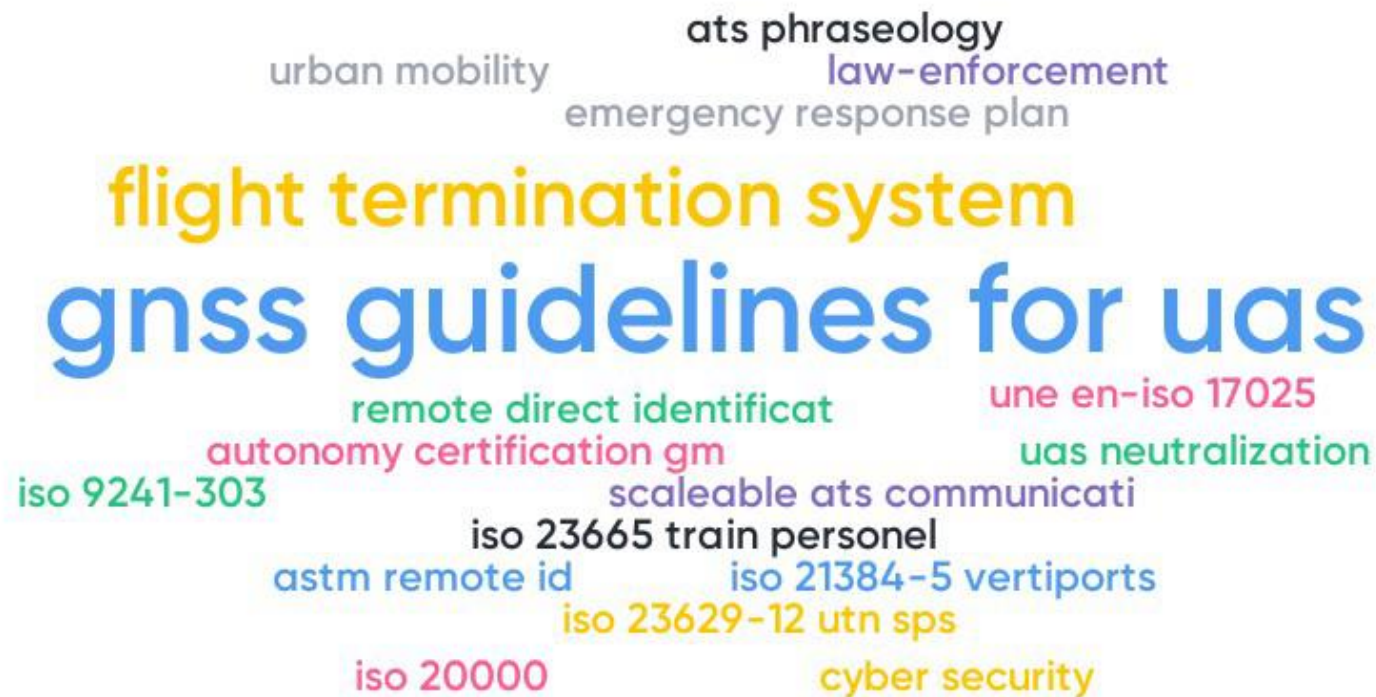 ats phraseology
urban mobility
law-enforcement
emergency response plan
flight termination system
gnss guidelines for uas
une en-iso 17025
remote direct identificat
autonomy certification gm
uas neutralization
iso 9241-303
scaleable ats communicati
iso 23665 train personel
astm remote id
iso 21384-5 vertiports
iso 23629-12 utn sps
iso 20000
cyber security